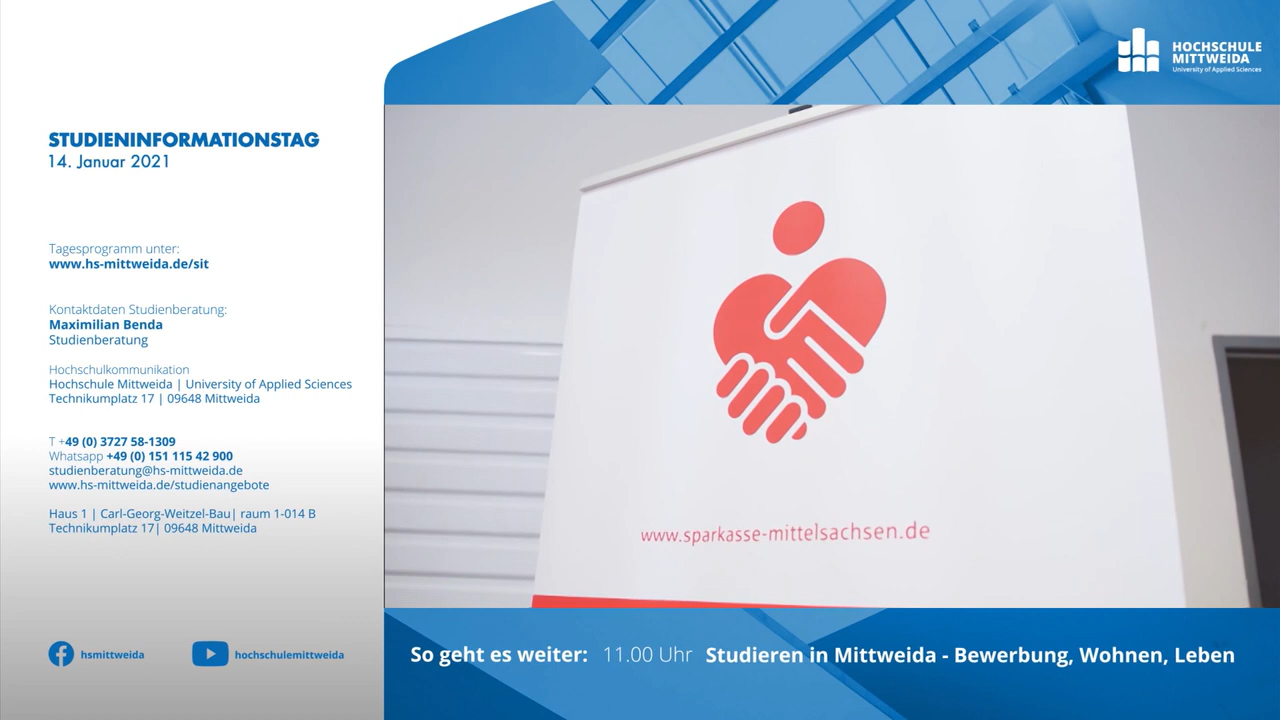 HOCHSCHULE
MITTWEIDA
University of Applied Sciences
STUDIENINFORMATIONSTAG
14. Januar 2021
Tagesprogramm unter:
www.hs-mittweida.de/sit
Kontaktdaten Studienberatung:
Maximilian Benda
Studienberatung
Hochschulkommunikation
Hochschule Mittweida | University of Applied Sciences
Technikumplatz 17 | 09648 Mittweida
T +49 (0) 3727 58-1309
Whatsapp +49 (0) 151 115 42 900
studienberatung@hs-mittweida.de
www.hs-mittweida.de/studienangebote
Haus 1 | Carl-Georg-Weitzel-Bau| raum 1-014 B
Technikumplatz 17| 09648 Mittweida
hsmittweida
hochschulemittweida
www.sparkasse-mittelsachsen.de
So geht es weiter: 11.00 Uhr Studieren in Mittweida - Bewerbung, Wohnen, Leben